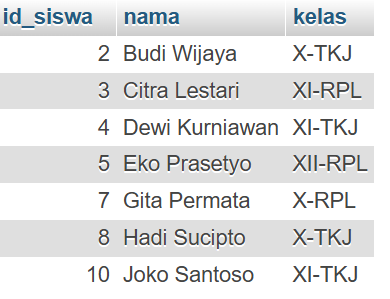 id_siswa nama kelas
2 Budi Wijaya X-TKJ
3 Citra Lestari XI-RPL
4 Dewi Kurniawan XI-TKJ
5 Eko Prasetyo XII-RPL
7 Gita Permata X-RPL
8 Hadi Sucipto X-TKJ
10 Joko Santoso XI-TKJ